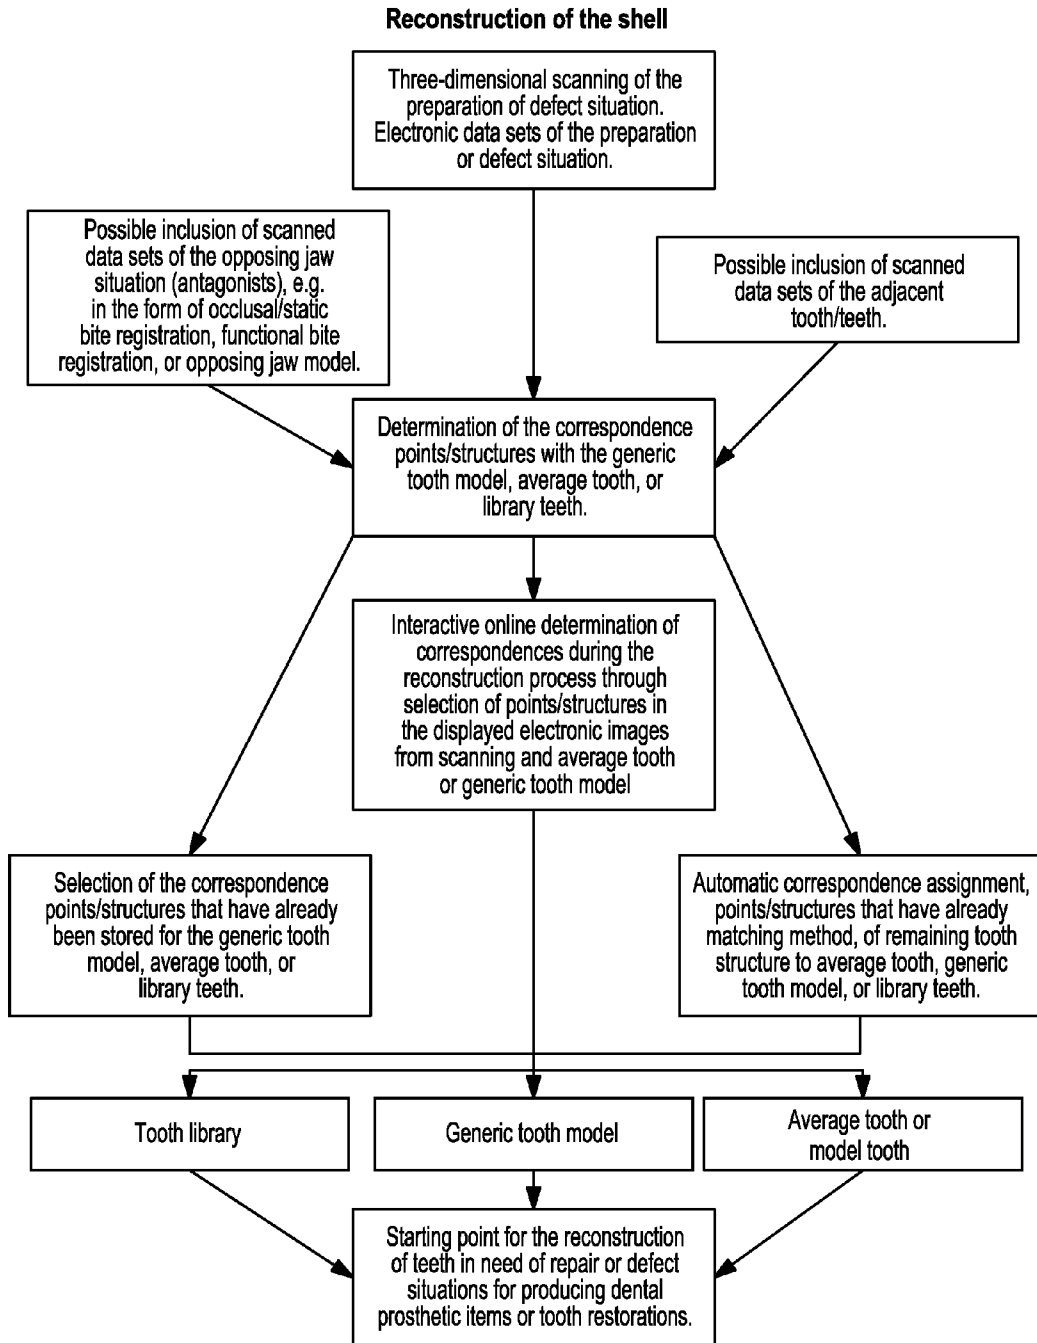 Reconstruction of the shell
Three-dimensional scanning of the
preparation of defect situation.
Electronic data sets of the preparation
or defect situation.
Possible inclusion of scanned
data sets of the opposing jaw
situation (antagonists), e.g.
in the form of occlusal/static
bite registration, functional bite
registration, or opposing jaw model.
Possible inclusion of scanned
data sets of the adjacent
tooth/teeth.
Determination of the correspondence
points/structures with the generic
tooth model, average tooth, or
library teeth.
Interactive online determination of
correspondences during the
reconstruction process through
selection of points/structures in
the displayed electronic images
from scanning and average tooth
or generic tooth model
Selection of the correspondence
points/structures that have already
been stored for the generic tooth
model, average tooth, or
library teeth.
Automatic correspondence assignment,
points/structures that have already
matching method, of remaining tooth
structure to average tooth, generic
tooth model, or library teeth.
Tooth library
Generic tooth model
Average tooth or
model tooth
Starting point for the reconstruction
of teeth in need of repair or defect
situations for producing dental
prosthetic items or tooth restorations.